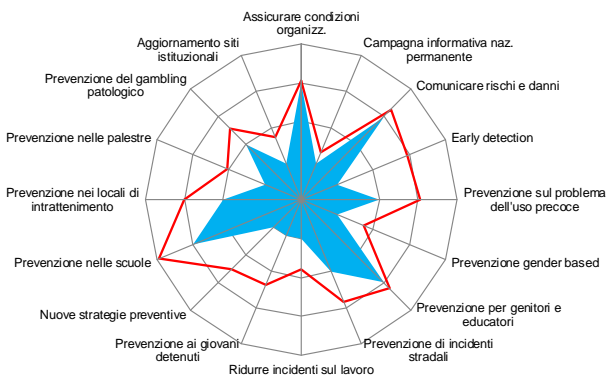 Assicurare condizioni
organizz.
Campagna informativa naz.
permanente
Comunicare rischi e danni
Early detection
Prevenzione sul problema
dell'uso precoce
Prevenzione gender based
Prevenzione per genitori e
educatori
Prevenzione di incidenti
stradali
Ridurre incidenti sul lavoro
Prevenzione ai giovani
detenuti
Nuove strategie preventive
Prevenzione nelle scuole
Prevenzione nei locali di
intrattenimento
Prevenzione nelle palestre
Prevenzione del gambling
patologico
Aggiornamento siti
istituzionali